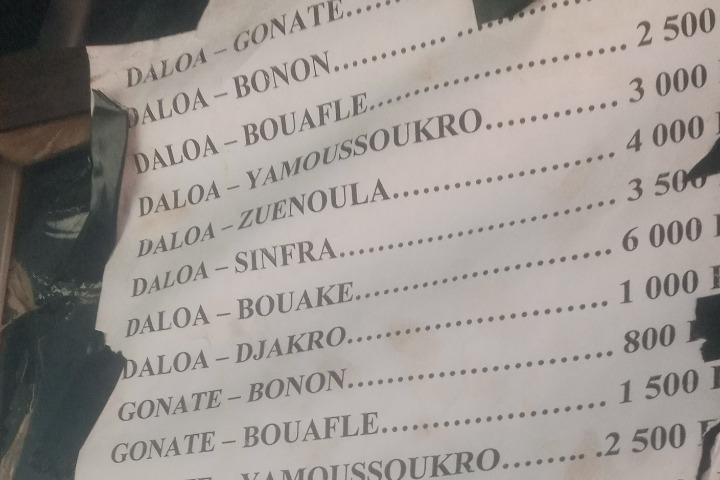 DALOA – GONATE.....
DALOA – BONON............ ..............
DALOA – BOUAFLE.............................. 2 500
DALOA – YAMOUSSOUKRO............... 3 000
DALOA – ZUENOULA......................... 4 000 F
DALOA – SINFRA............................... 3 500
DALOA – BOUAKE............................. 6 000 F
DALOA – DJAKRO............................. 1 000 F
GONATE – BONON............................. 800 F
GONATE – BOUAFLE......................... 1 500 F
YAMOUSSOUKRO........ .2 500 F